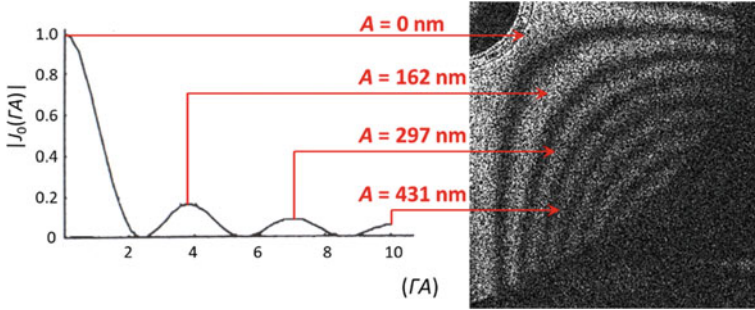 |J₀(ΓA)|
1.0
0.8
0.6
0.4
0.2
0
2
4
6
8
10
(ΓA)
A = 0 nm
A = 162 nm
A = 297 nm
A = 431 nm